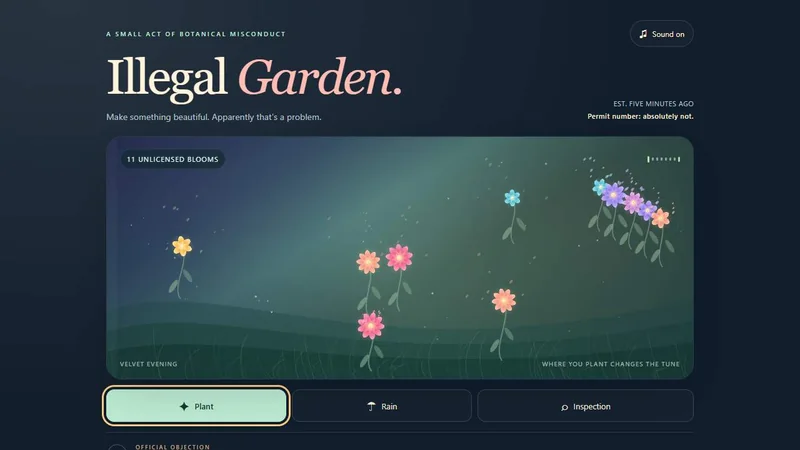 A SMALL ACT OF BOTANICAL MISCONDUCT
Sound on
Illegal Garden.
Make something beautiful. Apparently that's a problem.
EST. FIVE MINUTES AGO
Permit number: absolutely not.
11 UNLICENSED BLOOMS
VELVET EVENING
WHERE YOU PLANT CHANGES THE TUNE
Plant
Rain
Inspection
OFFICIAL OBJECTION